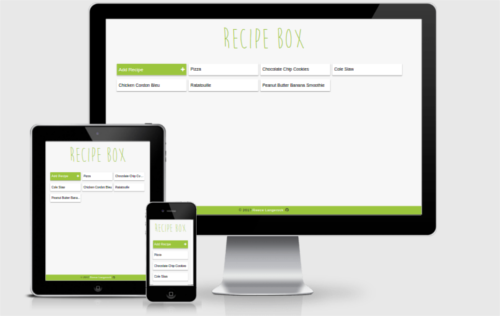 RECIPE BOX
Add Recipe
Pizza
Chocolate Chip Cookies
Cole Slaw
Chicken Cordon Bleu
Ratatouille
Peanut Butter Banana Smoothie
RECIPE BOX
Add Recipe
Pizza
Chocolate Chip Co...
Cole Slaw
Chicken Cordon Bleu
Ratatouille
Peanut Butter Bana...
RECIPE BOX
Add Recipe
Pizza
Chocolate Chip Cookies
Cole Slaw